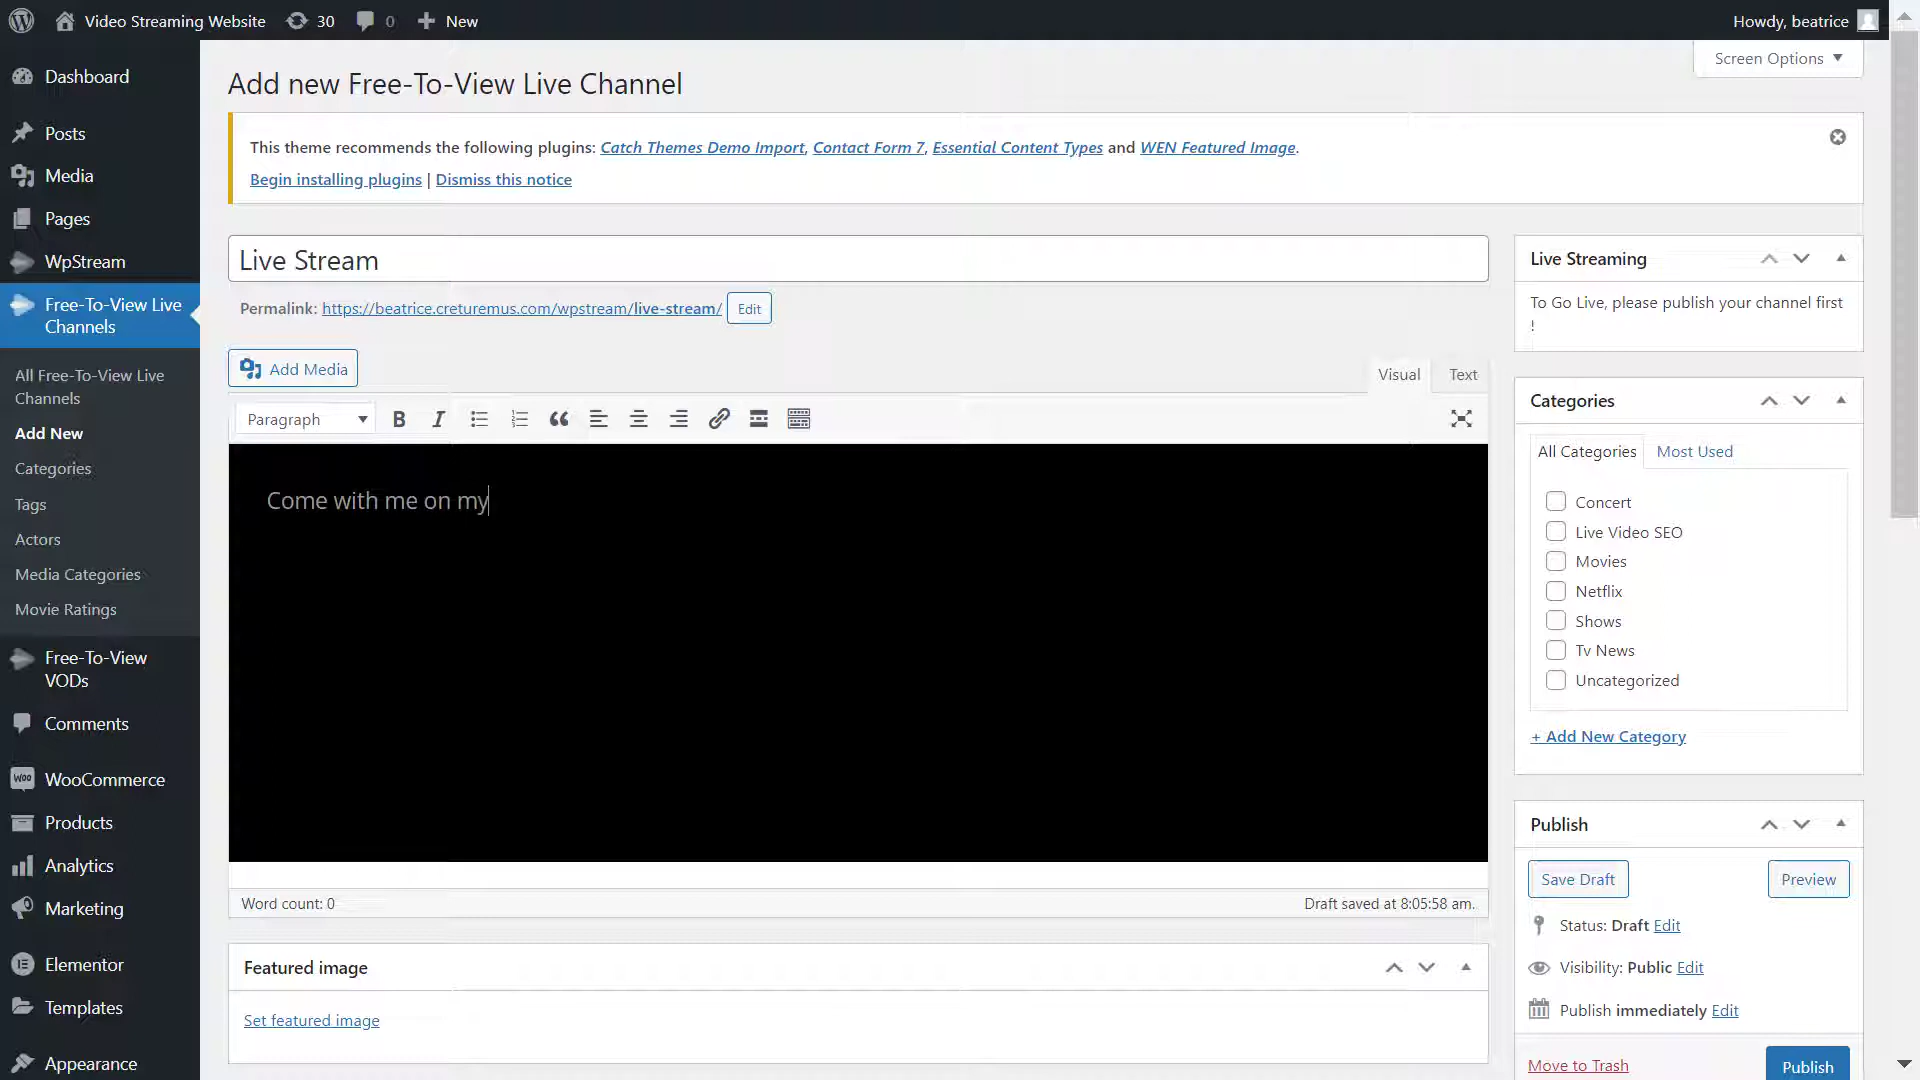 Video Streaming Website
30
0
New
Howdy, beatrice
Dashboard
Posts
Media
Pages
WpStream
Free-To-View Live
Channels
All Free-To-View Live
Channels
Add New
Categories
Tags
Actors
Media Categories
Movie Ratings
Free-To-View
VODs
Comments
Woo
WooCommerce
Products
Analytics
Marketing
Elementor
Templates
Appearance
Screen Options
Add new Free-To-View Live Channel
This theme recommends the following plugins: Catch Themes Demo Import, Contact Form 7, Essential Content Types and WEN Featured Image.
Begin installing plugins | Dismiss this notice
Live Stream
Permalink: https://beatrice.creturemus.com/wpstream/live-stream/ Edit
Add Media
Visual
Text
Paragraph
Come with me on my
Word count: 0
Draft saved at 8:05:58 am.
Featured image
Set featured image
Live Streaming
To Go Live, please publish your channel first
!
Categories
All Categories
Most Used
Concert
Live Video SEO
Movies
Netflix
Shows
Tv News
Uncategorized
+ Add New Category
Publish
Save Draft
Preview
Status: Draft Edit
Visibility: Public Edit
Publish immediately Edit
Move to Trash
Publish